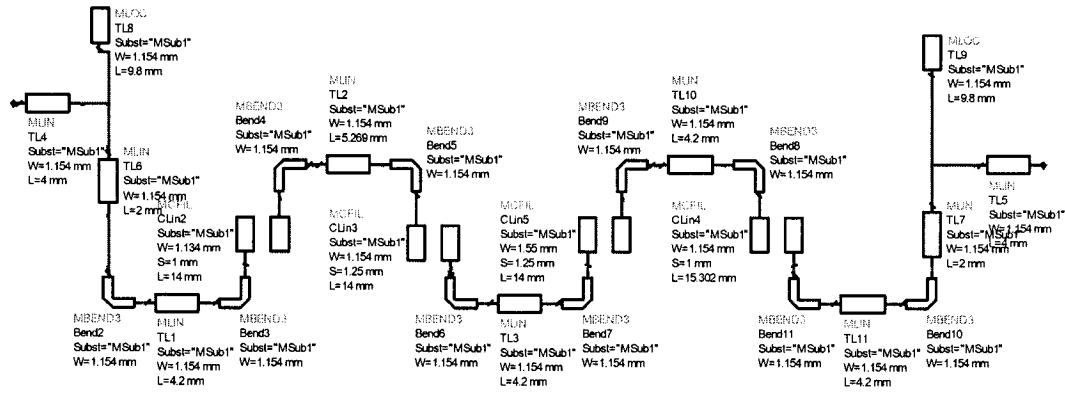 MLOC
TL8
Subst="MSub1"
W=1.154 mm
L=9.8 mm
MLIN
TL4
Subst="MSub1"
W=1.154 mm
L=4 mm
MLIN
TL6
Subst="MSub1"
W=1.154 mm
L=2 mm
MCFIL
CLin2
Subst="MSub1"
W=1.134 mm
S=1 mm
L=14 mm
MBEND3
Bend2
Subst="MSub1"
W=1.154 mm
MLIN
TL1
Subst="MSub1"
W=1.154 mm
L=4.2 mm
MBEND3
Bend3
Subst="MSub1"
W=1.154 mm
MBEND3
Bend4
Subst="MSub1"
W=1.154 mm
MLIN
TL2
Subst="MSub1"
W=1.154 mm
L=5.269 mm
MBEND3
Bend5
Subst="MSub1"
W=1.154 mm
MCFIL
CLin3
Subst="MSub1"
W=1.154 mm
S=1.25 mm
L=14 mm
MBEND3
Bend6
Subst="MSub1"
W=1.154 mm
MLIN
TL3
Subst="MSub1"
W=1.154 mm
L=4.2 mm
MBEND3
Bend7
Subst="MSub1"
W=1.154 mm
MCFIL
CLin5
Subst="MSub1"
W=1.55 mm
S=1.25 mm
L=14 mm
MBEND3
Bend9
Subst="MSub1"
W=1.154 mm
MLIN
TL10
Subst="MSub1"
W=1.154 mm
L=4.2 mm
MBEND3
Bend8
Subst="MSub1"
W=1.154 mm
MCFIL
CLin4
Subst="MSub1"
W=1.154 mm
S=1 mm
L=15.302 mm
MBEND3
Bend11
Subst="MSub1"
W=1.154 mm
MLIN
TL11
Subst="MSub1"
W=1.154 mm
L=4.2 mm
MBEND3
Bend10
Subst="MSub1"
W=1.154 mm
MLOC
TL9
Subst="MSub1"
W=1.154 mm
L=9.8 mm
MLIN
TL5
Subst="MSub1"
W=1.154 mm
L=4 mm
MLIN
TL7
Subst="MSub1"
W=1.154 mm
L=2 mm